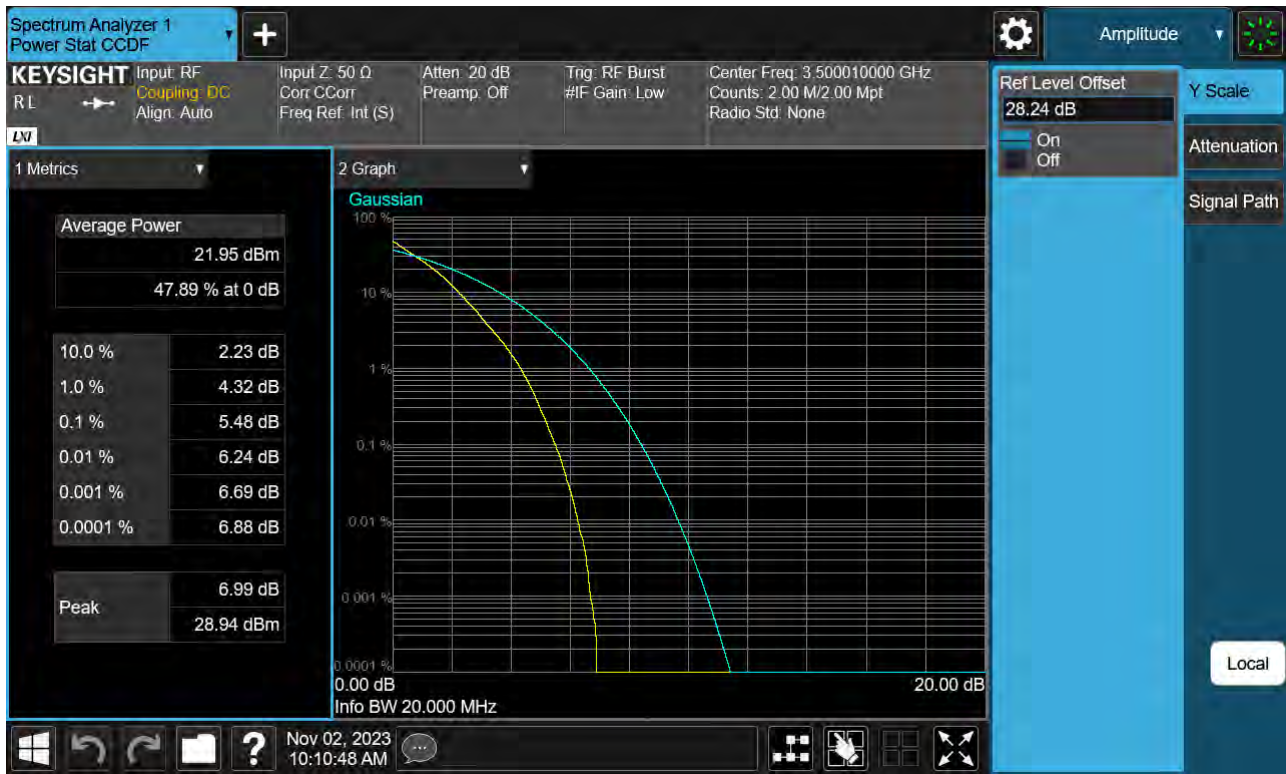 Spectrum Analyzer 1
Power Stat CCDF
+
Amplitude
KEYSIGHT
RL
LXI
Input: RF
Coupling: DC
Align: Auto
Input Z: 50 Ω
Corr CCorr
Freq Ref: Int (S)
Atten: 20 dB
Preamp: Off
Trig: RF Burst
#IF Gain: Low
Center Freq: 3.500010000 GHz
Counts: 2.00 M/2.00 Mpt
Radio Std: None
Ref Level Offset
28.24 dB
On
Off
Y Scale
Attenuation
Signal Path
Local
1 Metrics
Average Power
21.95 dBm
47.89 % at 0 dB
10.0 % 2.23 dB
1.0 % 4.32 dB
0.1 % 5.48 dB
0.01 % 6.24 dB
0.001 % 6.69 dB
0.0001 % 6.88 dB
Peak
6.99 dB
28.94 dBm
2 Graph
Gaussian
100 %
10 %
1 %
0.1 %
0.01 %
0.001 %
0.0001 %
0.00 dB 20.00 dB
Info BW 20.000 MHz
?
Nov 02, 2023
10:10:48 AM